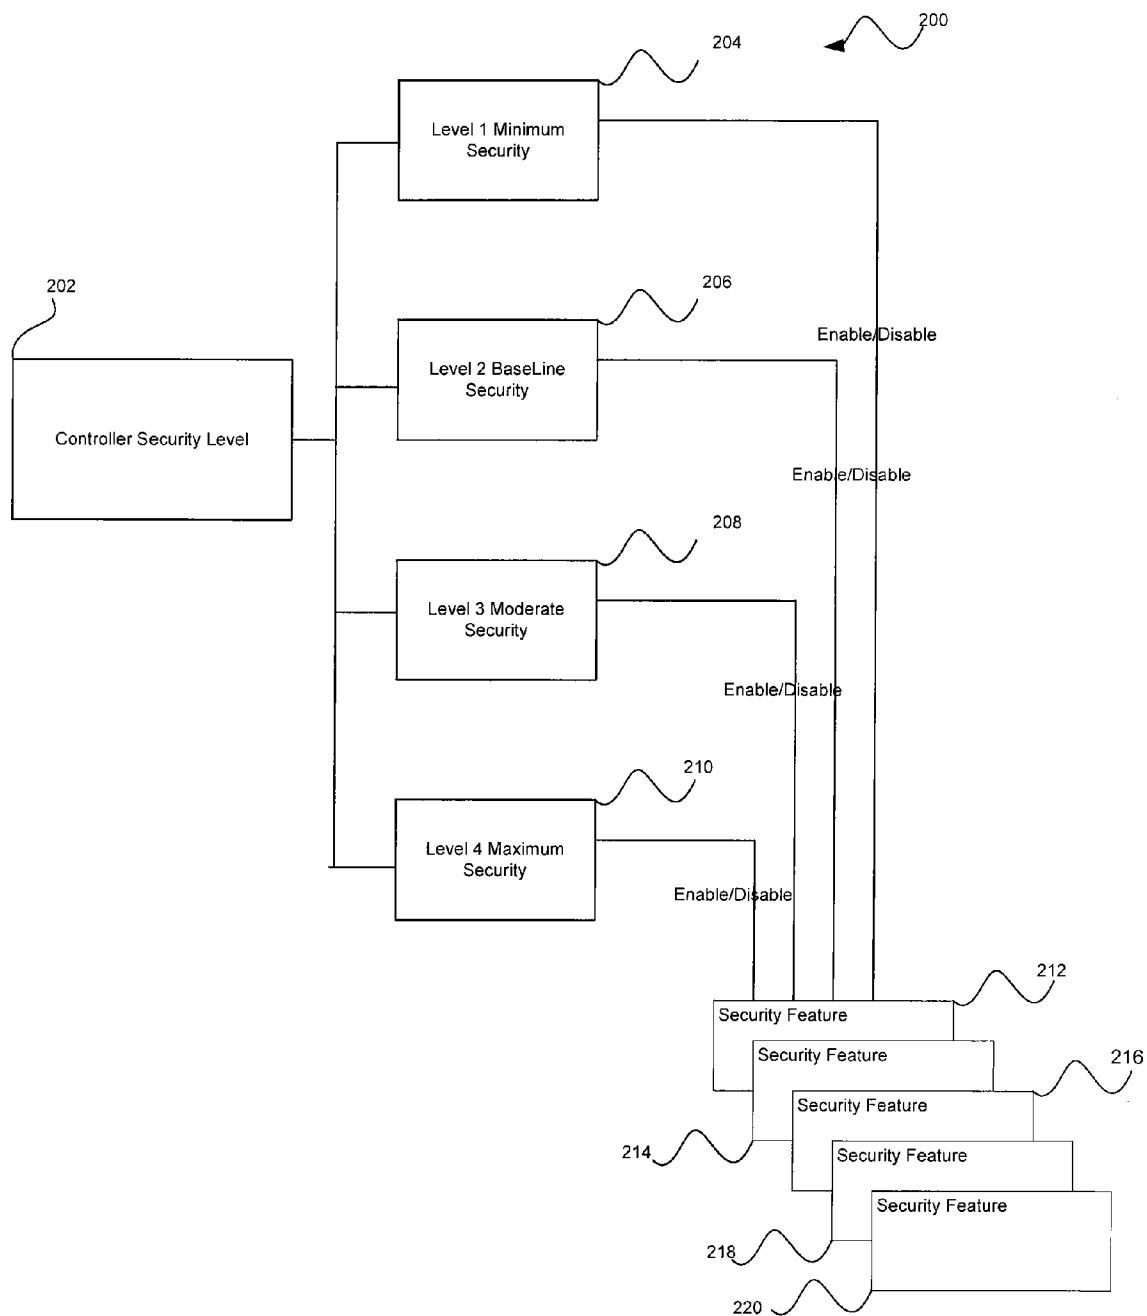 200
204
Level 1 Minimum
Security
202
206
Level 2 BaseLine
Security
Enable/Disable
Controller Security Level
Enable/Disable
208
Level 3 Moderate
Security
Enable/Disable
210
Level 4 Maximum
Security
Enable/Disable
212
Security Feature
Security Feature
216
Security Feature
214
Security Feature
Security Feature
218
220